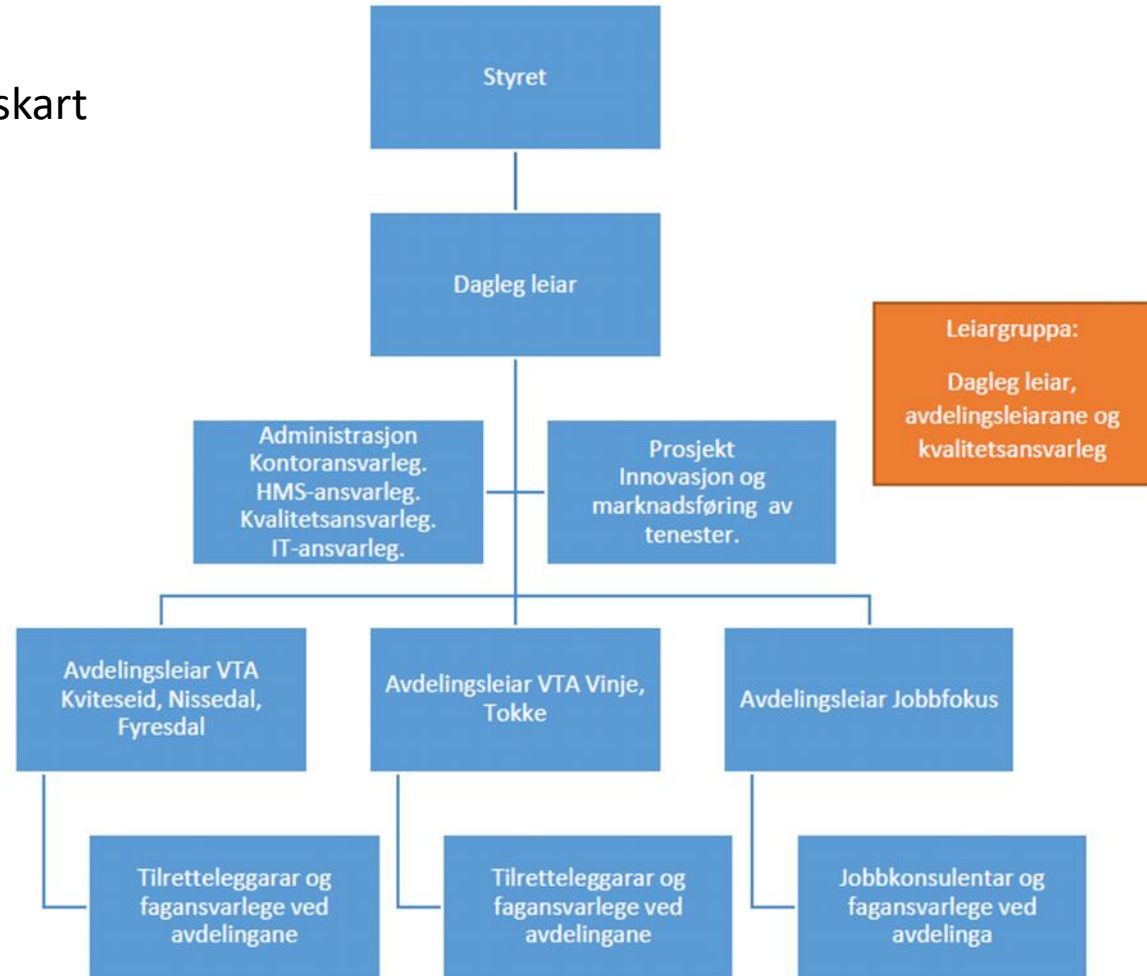 skart
Styret
Dagleg leiar
Leiargruppa:
Dagleg leiar,
avdelingsleiarane og
kvalitetsansvarleg
Administrasjon
Kontoransvarleg.
HMS-ansvarleg.
Kvalitetsansvarleg.
IT-ansvarleg.
Prosjekt
Innovasjon og
marknadsføring av
tenester.
Avdelingsleiar VTA
Kviteseid, Nissedal,
Fyresdal
Avdelingsleiar VTA Vinje,
Tokke
Avdelingsleiar Jobbfokus
Tilretteleggarar og
fagansvarlege ved
avdelingane
Tilretteleggarar og
fagansvarlege ved
avdelingane
Jobbkonsulentar og
fagansvarlege ved
avdelinga